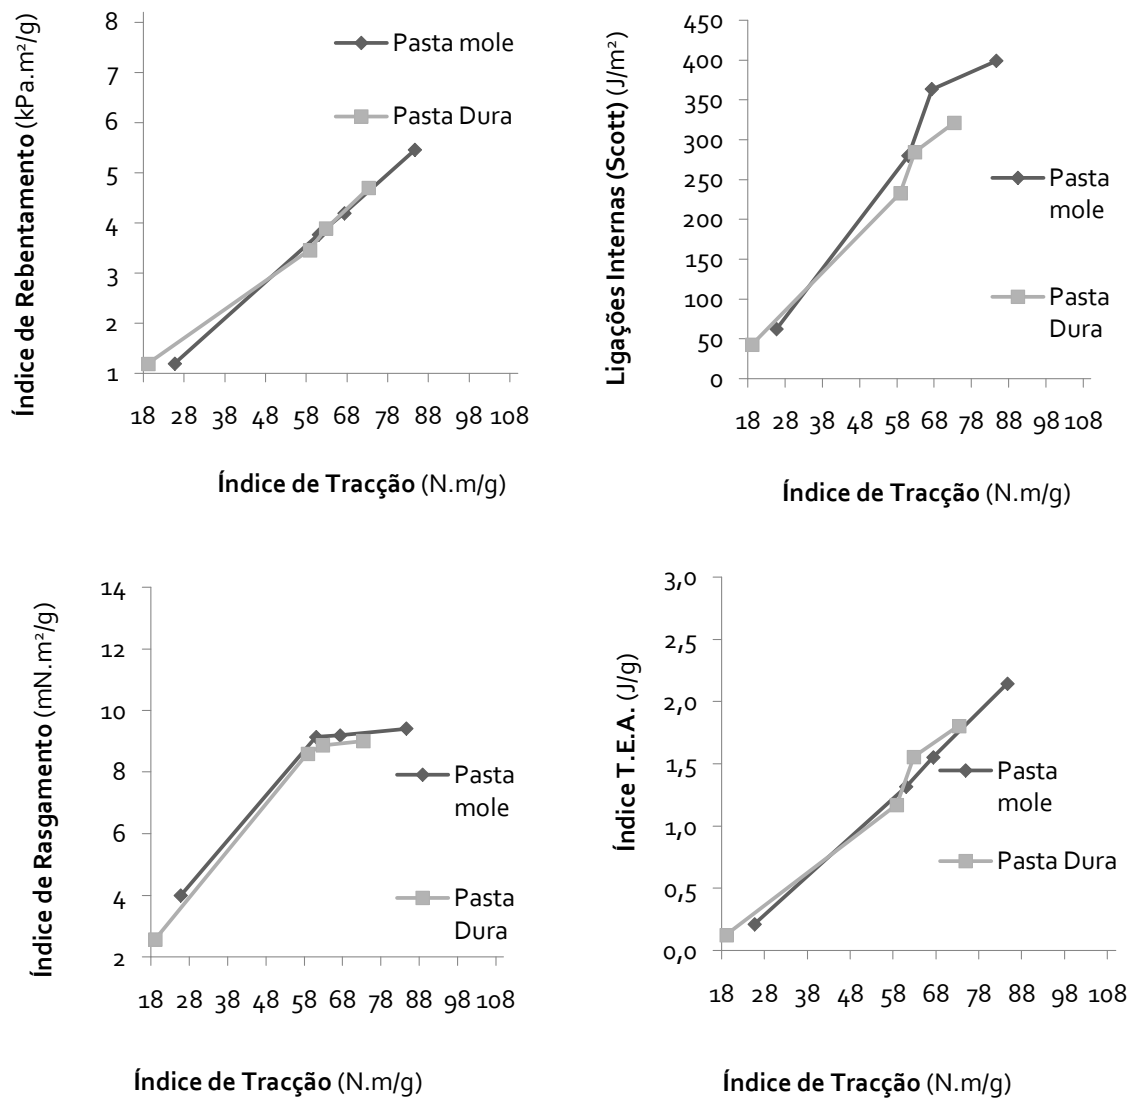 Índice de Rebentamento (kPa.m²/g)
8
7
6
5
4
3
2
1
18 28 38 48 58 68 78 88 98 108
Índice de Tracção (N.m/g)
Pasta mole
Pasta Dura
Ligações Internas (Scott) (J/m²)
450
400
350
300
250
200
150
100
50
0
18 28 38 48 58 68 78 88 98 108
Índice de Tracção (N.m/g)
Pasta
mole
Pasta
Dura
Índice de Rasgamento (mN.m²/g)
14
12
10
8
6
4
2
18 28 38 48 58 68 78 88 98 108
Índice de Tracção (N.m/g)
Pasta
mole
Pasta
Dura
Índice T.E.A. (J/g)
3,0
2,5
2,0
1,5
1,0
0,5
0,0
18 28 38 48 58 68 78 88 98 108
Índice de Tracção (N.m/g)
Pasta
mole
Pasta Dura